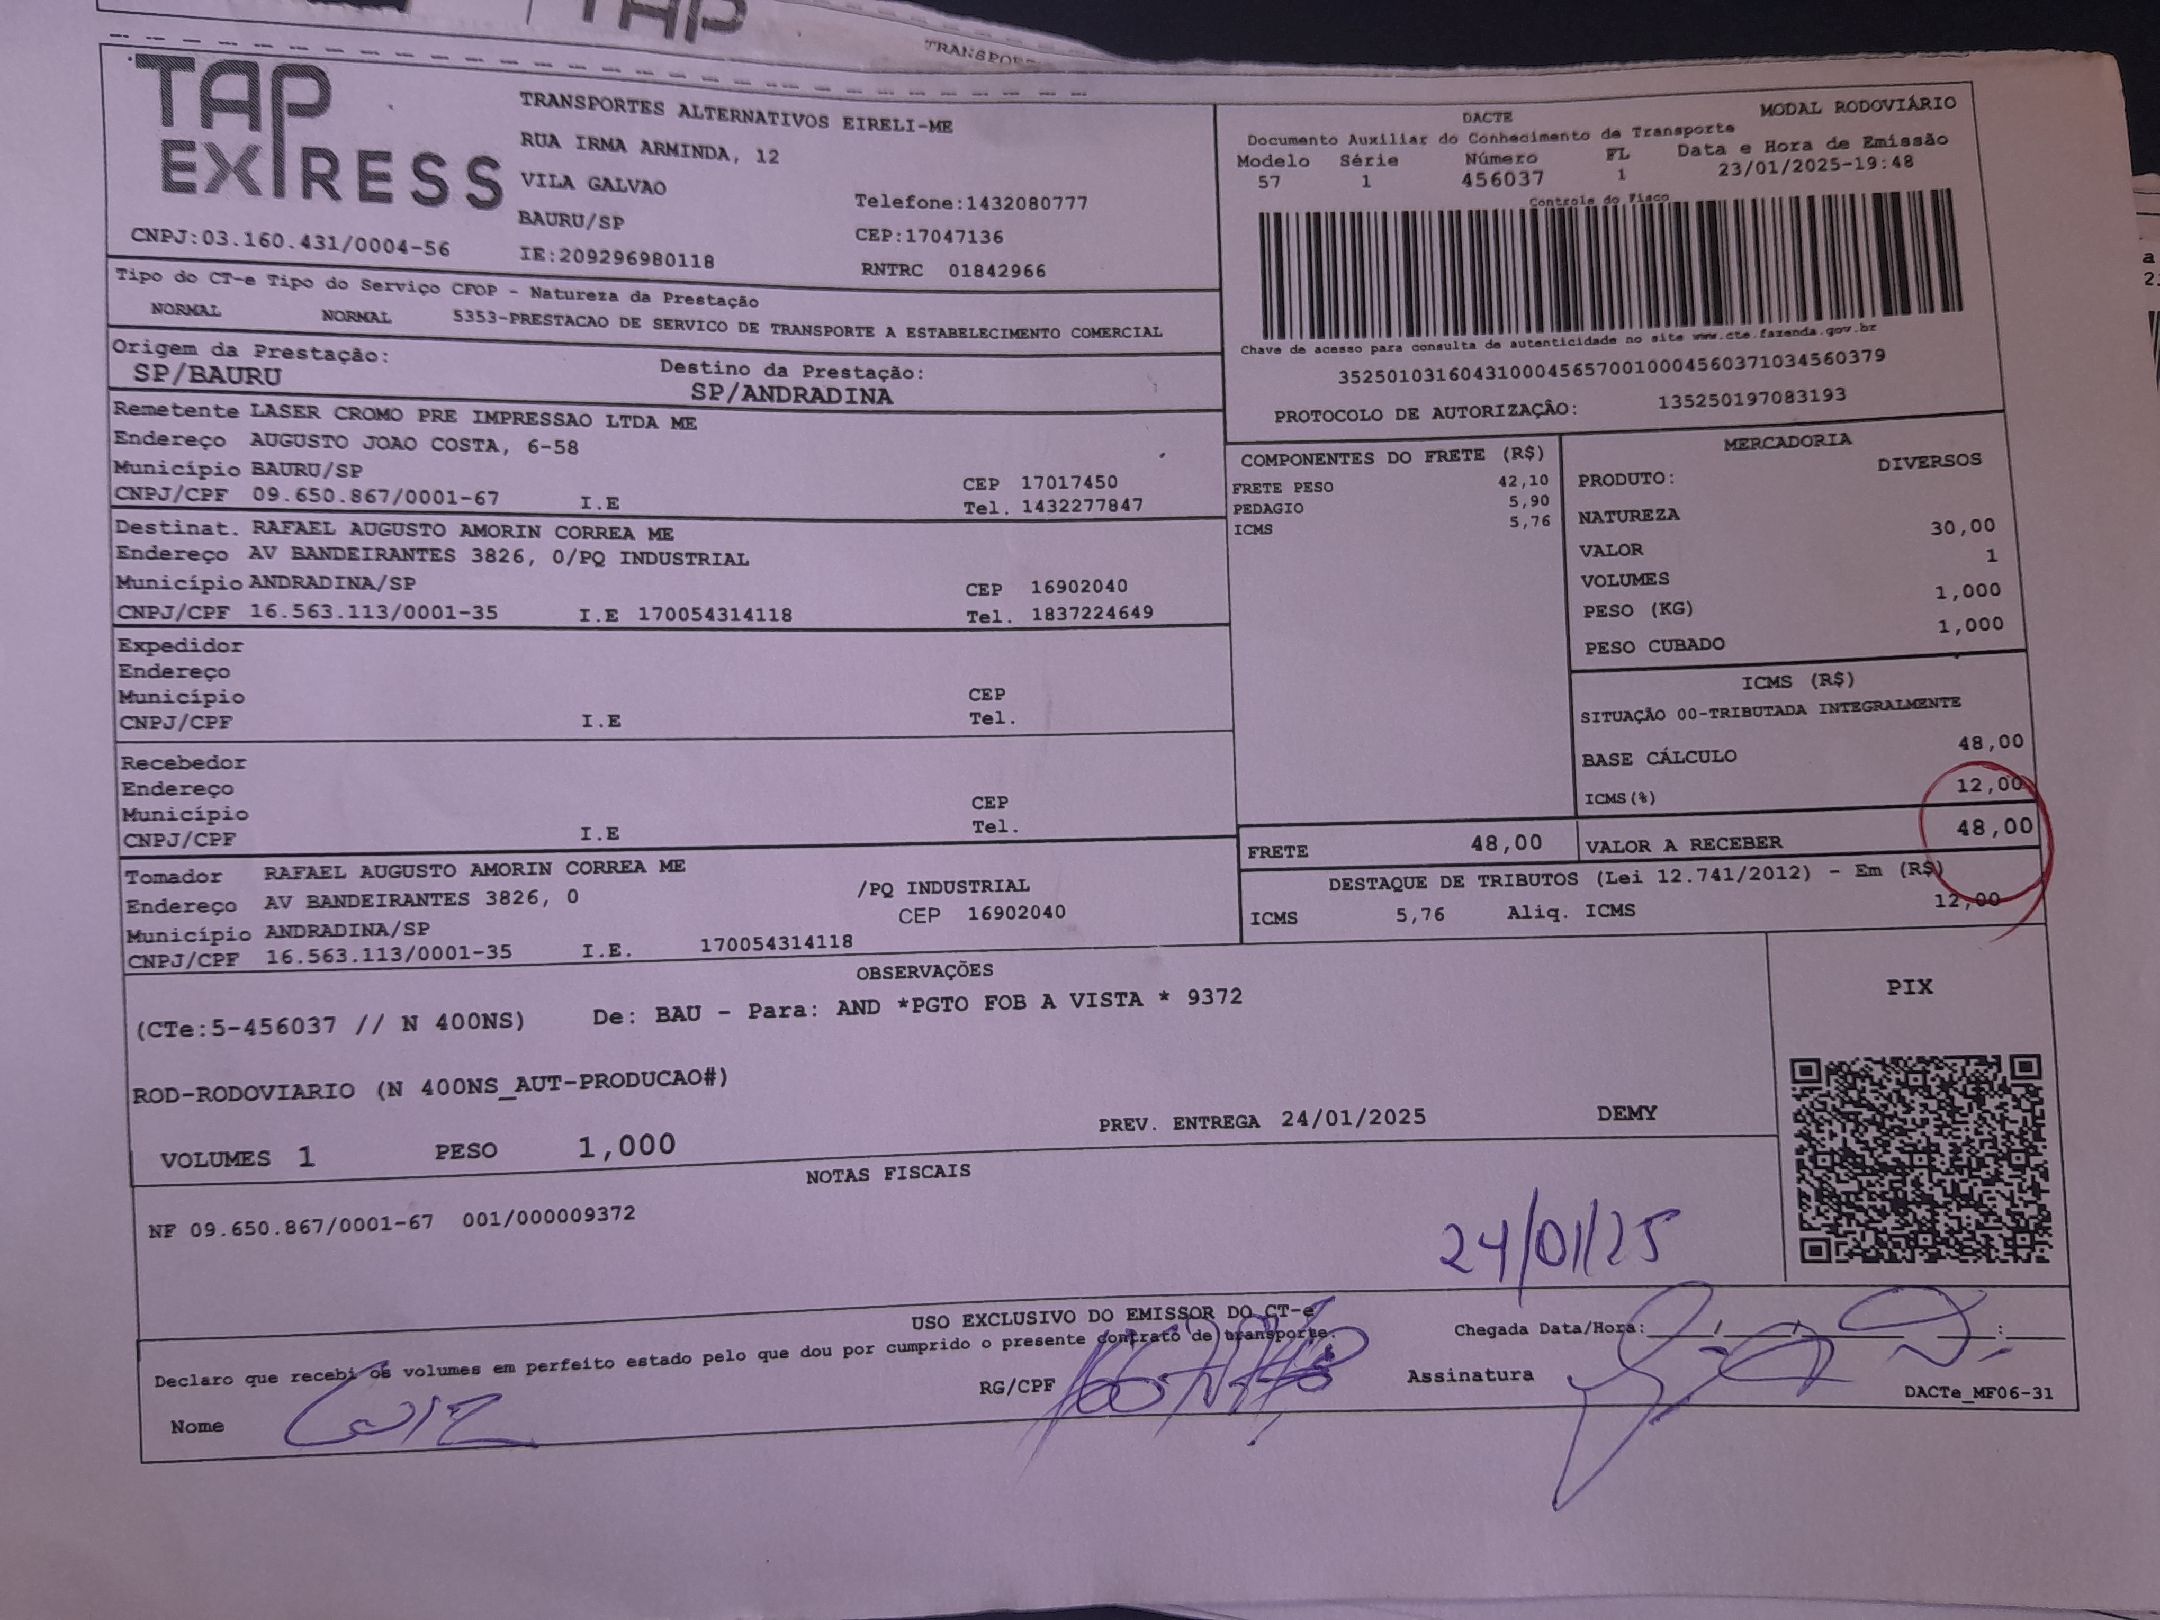 TAP
TRANSPOR
TAP EXPRESS
TRANSPORTES ALTERNATIVOS EIRELI-ME
RUA IRMA ARMINDA, 12
VILA GALVAO
BAURU/SP
IE:209296980118
Telefone:1432080777
CEP:17047136
RNTRC 01842966
CNPJ:03.160.431/0004-56
DACTE
MODAL RODOVIÁRIO
Documento Auxiliar do Conhecimento de Transporte
Modelo Série Número FL Data e Hora de Emissão
57 1 456037 1 23/01/2025-19:48
Controle do Fisco
Chave de acesso para consulta de autenticidade no site www.cte.fazenda.gov.br
35250103160431000456570010004560371034560379
PROTOCOLO DE AUTORIZAÇÃO: 135250197083193
Tipo do CT-e Tipo do Serviço CFOP - Natureza da Prestação
NORMAL NORMAL 5353-PRESTACAO DE SERVICO DE TRANSPORTE A ESTABELECIMENTO COMERCIAL
Origem da Prestação: Destino da Prestação:
SP/BAURU SP/ANDRADINA
Remetente LASER CROMO PRE IMPRESSAO LTDA ME
Endereço AUGUSTO JOAO COSTA, 6-58
Município BAURU/SP CEP 17017450
CNPJ/CPF 09.650.867/0001-67 I.E Tel. 1432277847
Destinat. RAFAEL AUGUSTO AMORIN CORREA ME
Endereço AV BANDEIRANTES 3826, 0/PQ INDUSTRIAL
Município ANDRADINA/SP CEP 16902040
CNPJ/CPF 16.563.113/0001-35 I.E 170054314118 Tel. 1837224649
Expedidor
Endereço
Município CEP
CNPJ/CPF I.E Tel.
Recebedor
Endereço
Município CEP
CNPJ/CPF I.E Tel.
Tomador RAFAEL AUGUSTO AMORIN CORREA ME
Endereço AV BANDEIRANTES 3826, 0 /PQ INDUSTRIAL
Município ANDRADINA/SP CEP 16902040
CNPJ/CPF 16.563.113/0001-35 I.E. 170054314118
COMPONENTES DO FRETE (R$)
FRETE PESO 42,10
PEDAGIO 5,90
ICMS 5,76
MERCADORIA
PRODUTO: DIVERSOS
NATUREZA
VALOR 30,00
VOLUMES 1
PESO (KG) 1,000
PESO CUBADO 1,000
ICMS (R$)
SITUAÇÃO 00-TRIBUTADA INTEGRALMENTE
BASE CÁLCULO 48,00
ICMS(%) 12,00
FRETE 48,00 VALOR A RECEBER 48,00
DESTAQUE DE TRIBUTOS (Lei 12.741/2012) - Em (R$)
ICMS 5,76 Aliq. ICMS 12,00
OBSERVAÇÕES
(CTe:5-456037 // N 400NS) De: BAU - Para: AND *PGTO FOB A VISTA * 9372
ROD-RODOVIARIO (N 400NS_AUT-PRODUCAO#)
PREV. ENTREGA 24/01/2025 DEMY
VOLUMES 1 PESO 1,000
PIX
NOTAS FISCAIS
NF 09.650.867/0001-67 001/000009372
24/01/25
USO EXCLUSIVO DO EMISSOR DO CT-e
Declaro que recebi os volumes em perfeito estado pelo que dou por cumprido o presente contrato de transporte.
Chegada Data/Hora:___/___/___ __:__
Nome RG/CPF Assinatura
DACTe_MF06-31